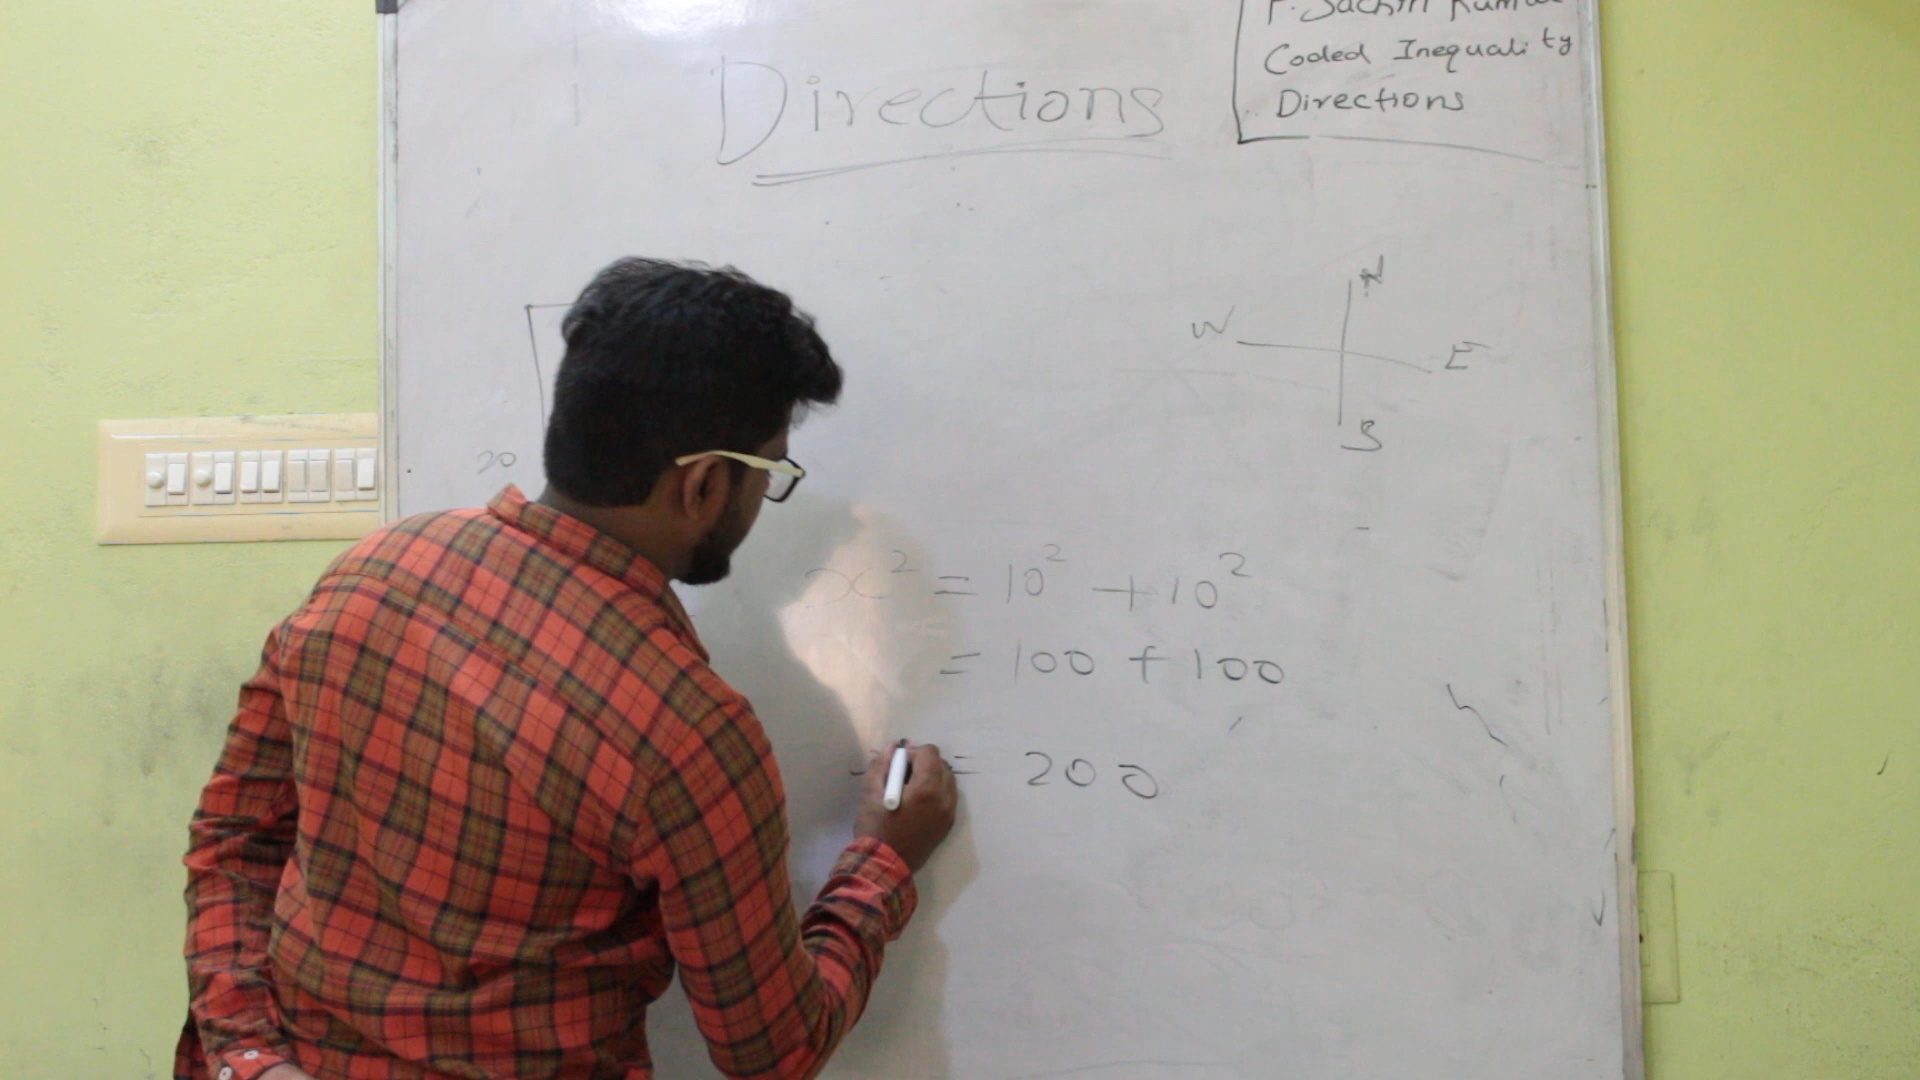 Sachin Kumar
Coded Inequality
Directions
Directions
N
W
E
S
20
x² = 10² + 10²
= 100 + 100
= 200